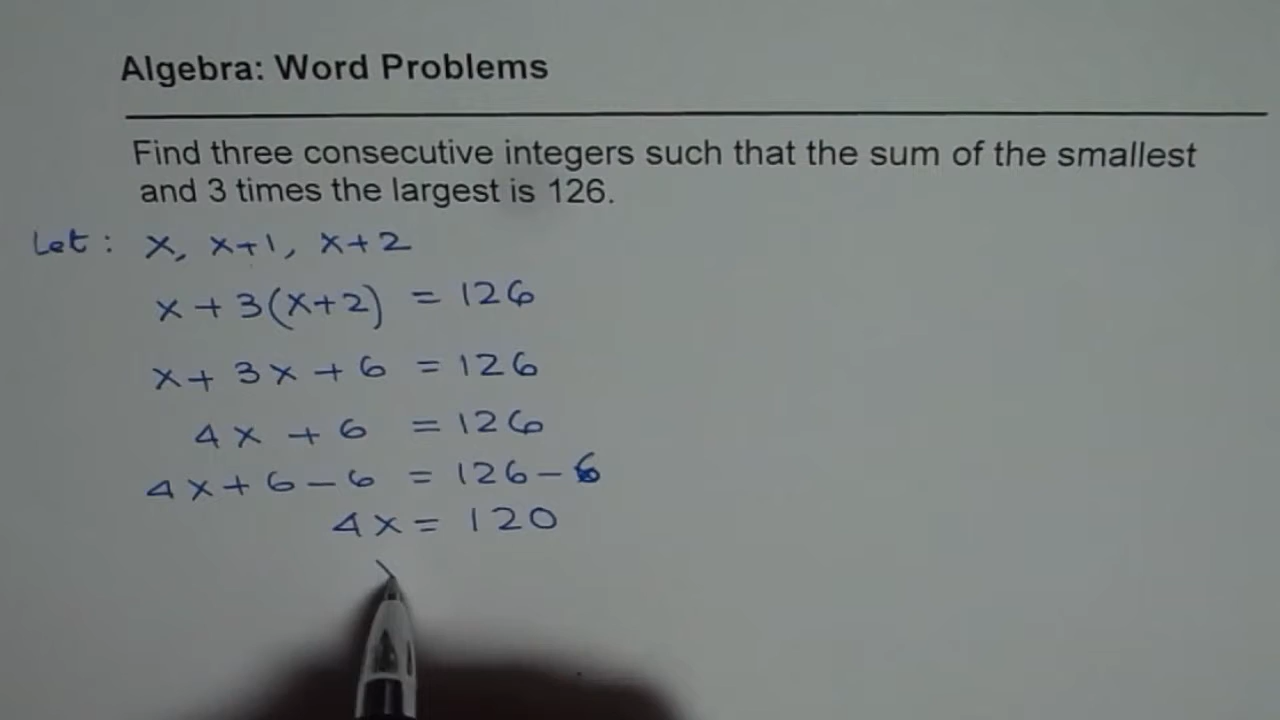 Algebra: Word Problems
Find three consecutive integers such that the sum of the smallest
and 3 times the largest is 126.
Let : x, x+1, x+2
x + 3(x+2) = 126
x + 3x + 6 = 126
4x + 6 = 126
4x + 6 - 6 = 126 - 6
4x = 120